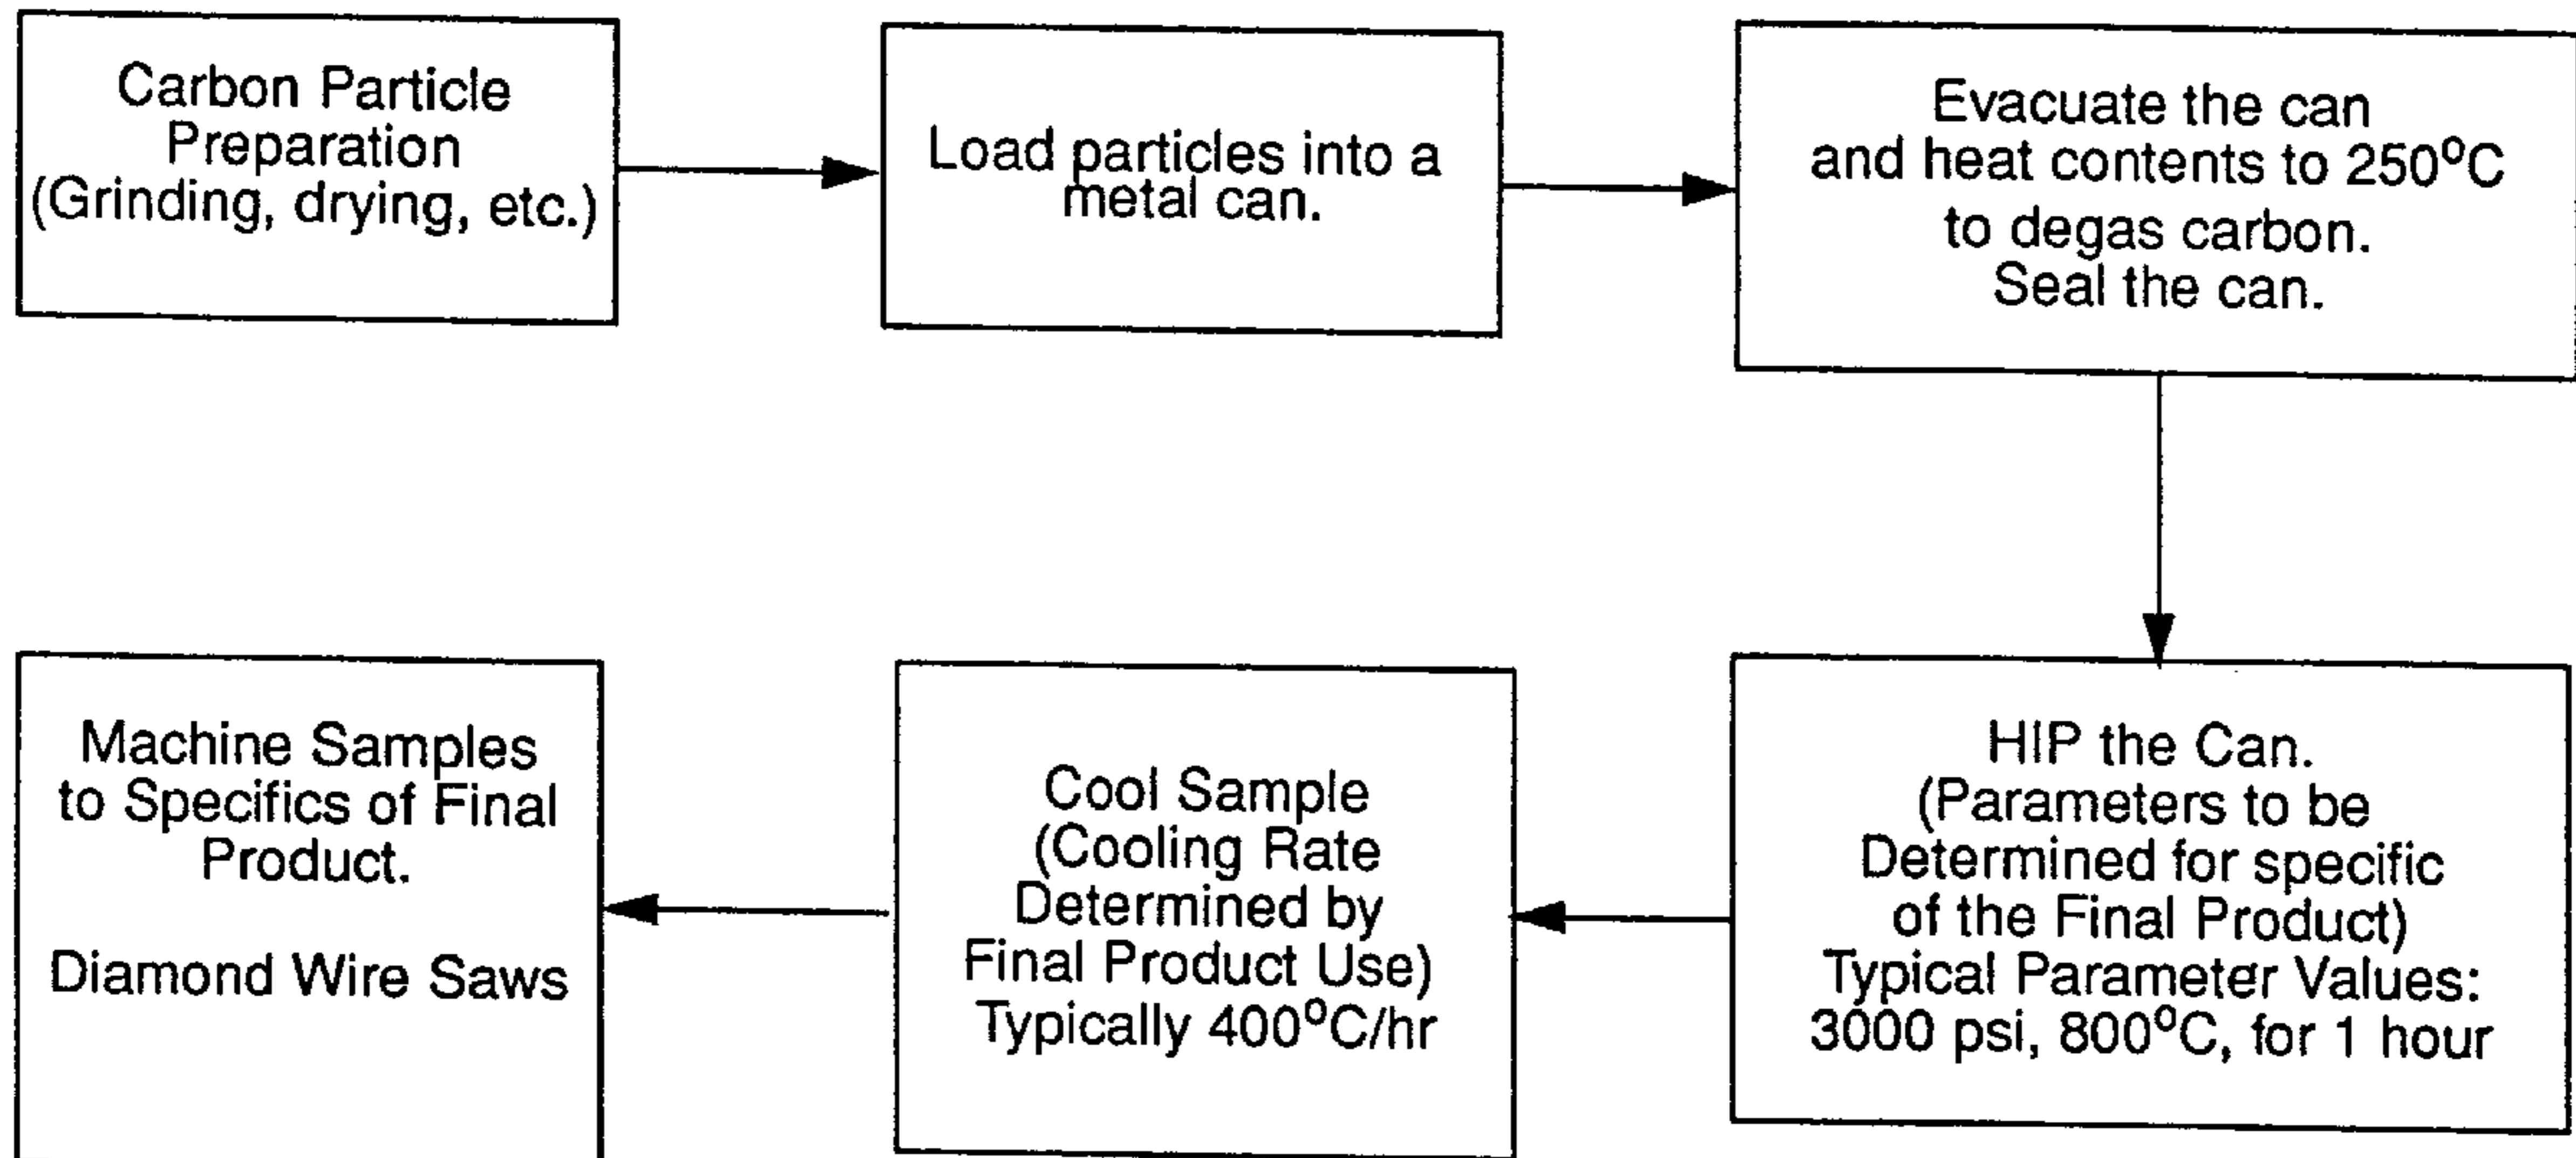 Carbon Particle
Preparation
(Grinding, drying, etc.)
Load particles into a
metal can.
Evacuate the can
and heat contents to 250ºC
to degas carbon.
Seal the can.
HIP the Can.
(Parameters to be
Determined for specific
of the Final Product)
Typical Parameter Values:
3000 psi, 800ºC, for 1 hour
Cool Sample
(Cooling Rate
Determined by
Final Product Use)
Typically 400ºC/hr
Machine Samples
to Specifics of Final
Product.
Diamond Wire Saws